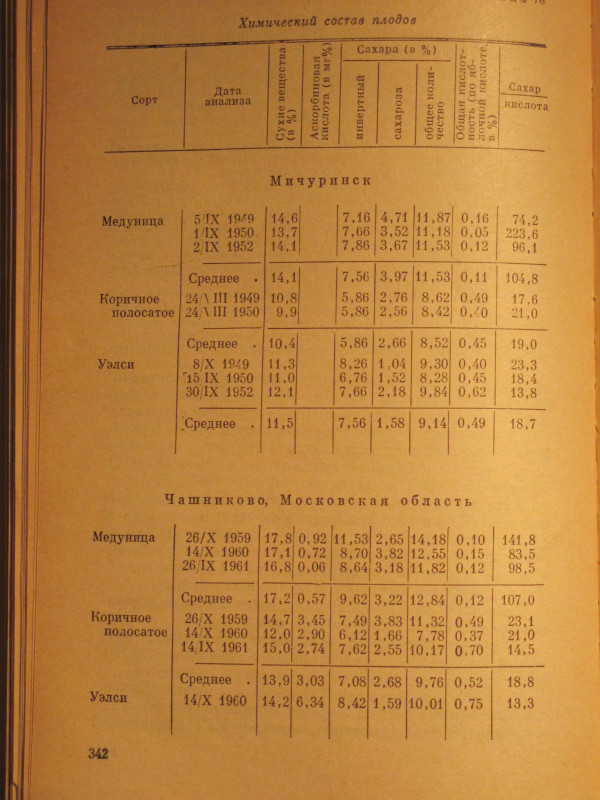 Химический состав плодов
Сорт
Дата анализа
Сухие вещества (в %)
Аскорбиновая кислота (в мг%)
Сахара (в %)
инвертный
сахароза
общее коли-
чество
Общая кислот-
ность (по яб-
лочной кислоте,
в %)
Сахар
кислота
Мичуринск
Медуница 5/IX 1949 14,6 7,16 4,71 11,87 0,16 74,2
1/IX 1950 13,7 7,66 3,52 11,18 0,05 223,6
2/IX 1952 14,1 7,86 3,67 11,53 0,12 96,1
Среднее . 14,1 7,56 3,97 11,53 0,11 104,8
Коричное 24/VIII 1949 10,8 5,86 2,76 8,62 0,49 17,6
полосатое 24/VIII 1950 9,9 5,86 2,56 8,42 0,40 21,0
Среднее . 10,4 5,86 2,66 8,52 0,45 19,0
Уэлси 8/X 1949 11,3 8,26 1,04 9,30 0,40 23,3
15/IX 1950 11,0 6,76 1,52 8,28 0,45 18,4
30/IX 1952 12,1 7,66 2,18 9,84 0,62 13,8
Среднее . 11,5 7,56 1,58 9,14 0,49 18,7
Чашниково, Московская область
Медуница 26/X 1959 17,8 0,92 11,53 2,65 14,18 0,10 141,8
14/X 1960 17,1 0,72 8,70 3,82 12,55 0,15 83,5
26/IX 1961 16,8 0,06 8,64 3,18 11,82 0,12 98,5
Среднее . 17,2 0,57 9,62 3,22 12,84 0,12 107,0
Коричное 26/X 1959 14,7 3,45 7,49 3,83 11,32 0,49 23,1
полосатое 14/X 1960 12,0 2,90 6,12 1,66 7,78 0,37 21,0
14/IX 1961 15,0 2,74 7,62 2,55 10,17 0,70 14,5
Среднее . 13,9 3,03 7,08 2,68 9,76 0,52 18,8
Уэлси 14/X 1960 14,2 6,34 8,42 1,59 10,01 0,75 13,3
342